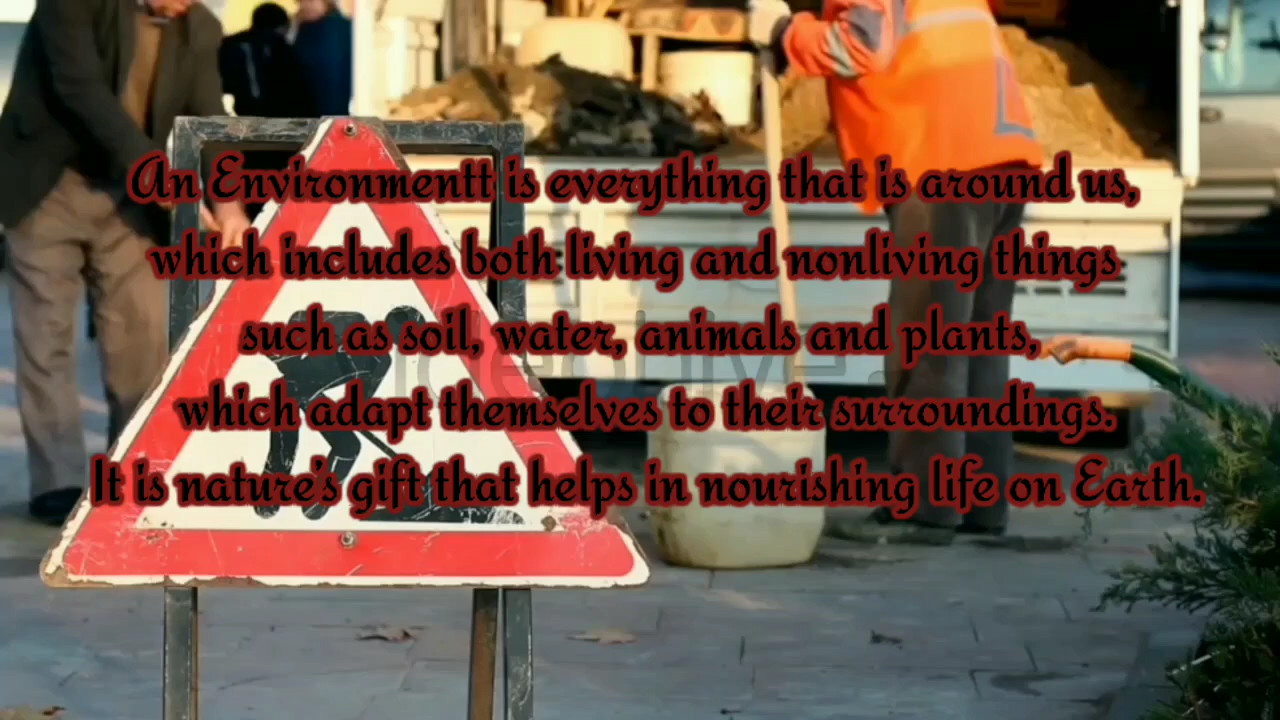 An Environmentt is everything that is around us,
which includes both living and nonliving things
such as soil, water, animals and plants,
which adapt themselves to their surroundings.
It is nature's gift that helps in nourishing life on Earth.